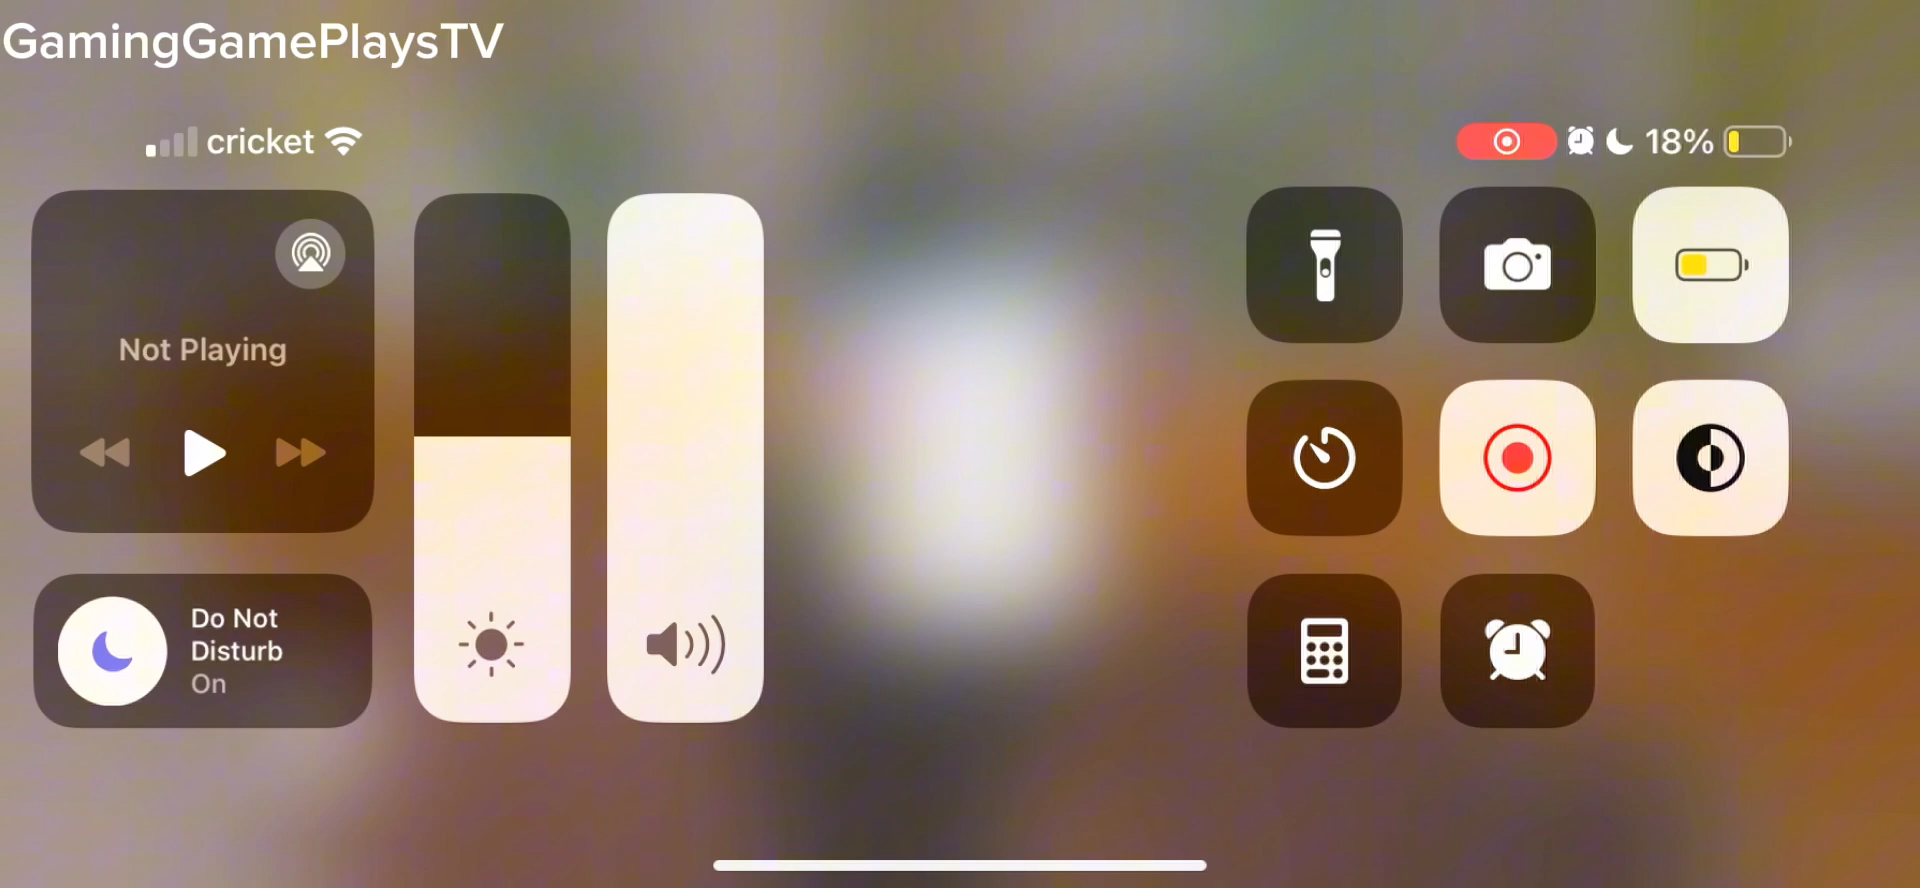 GamingGamePlaysTV
cricket
18%
Not Playing
Do Not
Disturb
On